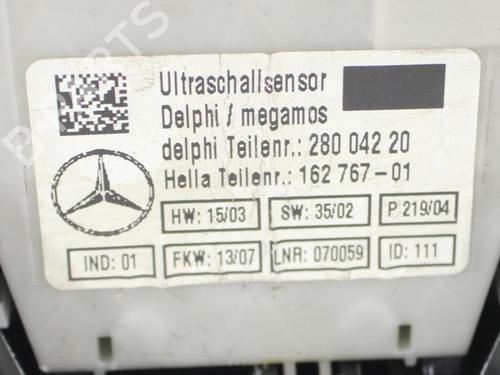 Ultraschallsensor
Delphi / megamos
delphi Teilenr.: 280 042 20
Hella Teilenr.: 162 767-01
HW: 15/03 SW: 35/02 P 219/04
IND: 01 FKW: 13/07 LNR: 070059 ID: 111